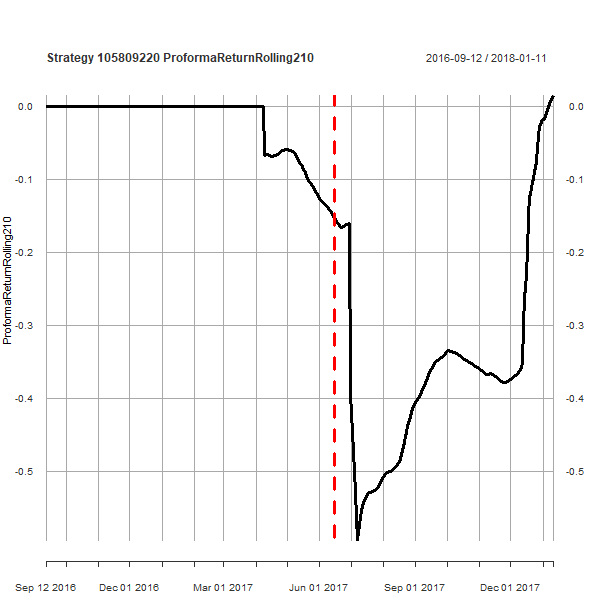 Strategy 105809220 ProformaReturnRolling210
2016-09-12 / 2018-01-11
ProformaReturnRolling210
0.0
-0.1
-0.2
-0.3
-0.4
-0.5
0.0
-0.1
-0.2
-0.3
-0.4
-0.5
Sep 12 2016
Dec 01 2016
Mar 01 2017
Jun 01 2017
Sep 01 2017
Dec 01 2017